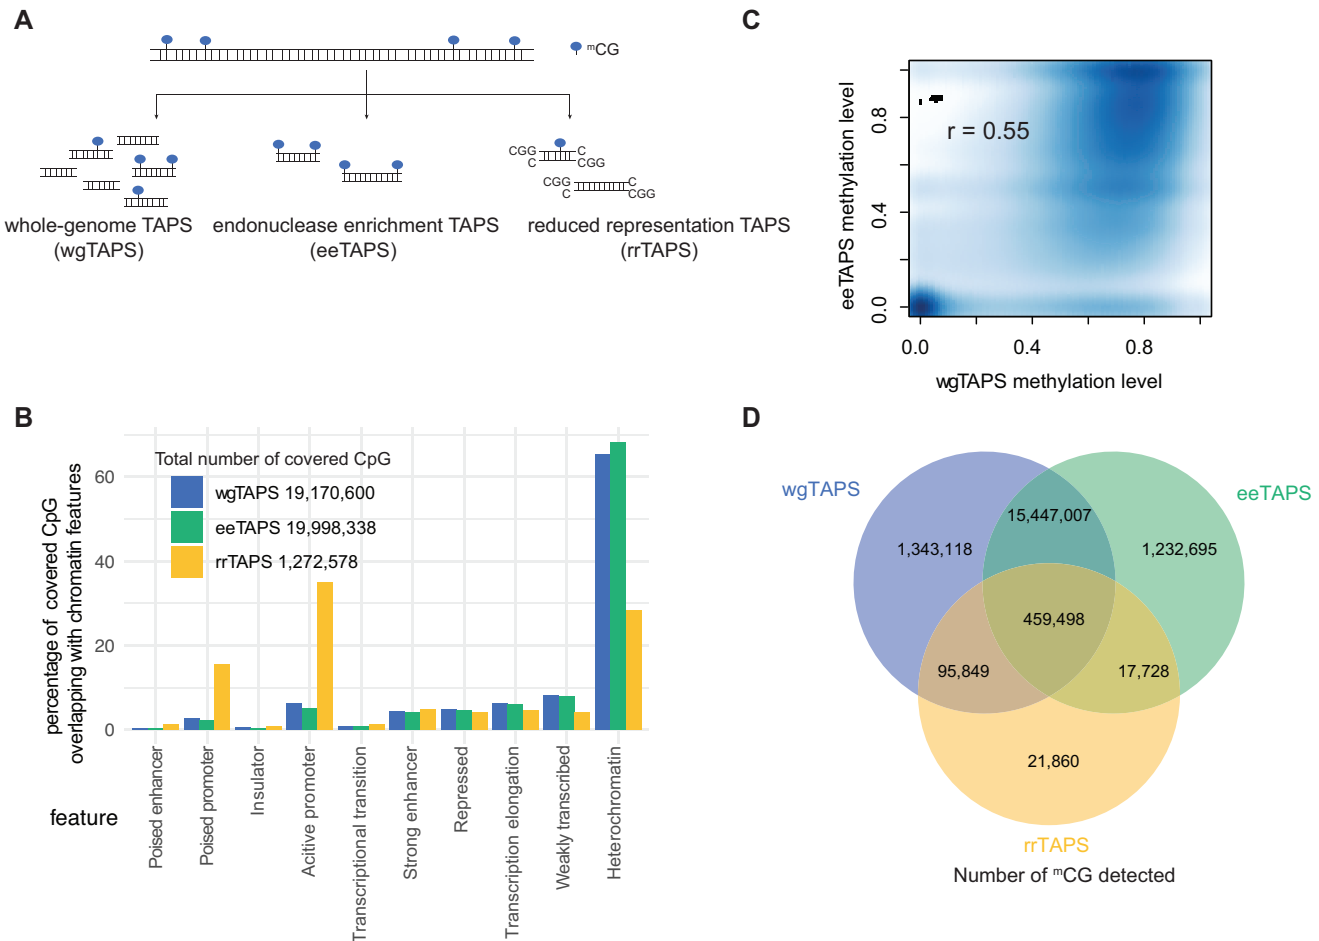 A
mCG
CGG
C
C
CGG
CGG
C
C
CGG
whole-genome TAPS
(wgTAPS)
endonuclease enrichment TAPS
(eeTAPS)
reduced representation TAPS
(rrTAPS)
B
percentage of covered CpG
overlapping with chromatin features
60
40
20
0
Total number of covered CpG
wgTAPS 19,170,600
eeTAPS 19,998,338
rrTAPS 1,272,578
feature
Poised enhancer
Poised promoter
Insulator
Acitive promoter
Transcriptional transition
Strong enhancer
Repressed
Transcription elongation
Weakly transcribed
Heterochromatin
C
eeTAPS methylation level
0.8
0.4
0.0
r = 0.55
0.0
0.4
0.8
wgTAPS methylation level
D
wgTAPS
eeTAPS
15,447,007
1,343,118
1,232,695
459,498
95,849
17,728
21,860
rrTAPS
Number of mCG detected